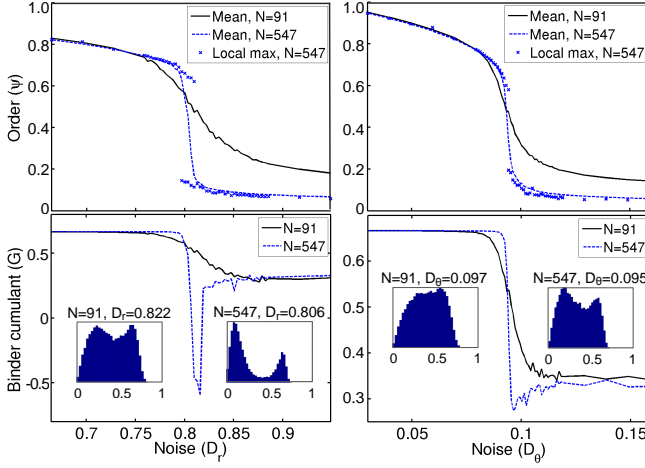 Order (ψ)
1
0.8
0.6
0.4
0.2
0
Mean, N=91
Mean, N=547
Local max, N=547
1
0.8
0.6
0.4
0.2
0
Mean, N=91
Mean, N=547
Local max, N=547
Binder cumulant (G)
0.5
0
-0.5
N=91
N=547
N=91, D_r=0.822
0 0.5 1
N=547, D_r=0.806
0 0.5 1
0.7 0.75 0.8 0.85 0.9
Noise (D_r)
0.6
0.5
0.4
0.3
N=91
N=547
N=91, D_θ=0.097
0 0.5 1
N=547, D_θ=0.095
0 0.5 1
0.05 0.1 0.15
Noise (D_θ)